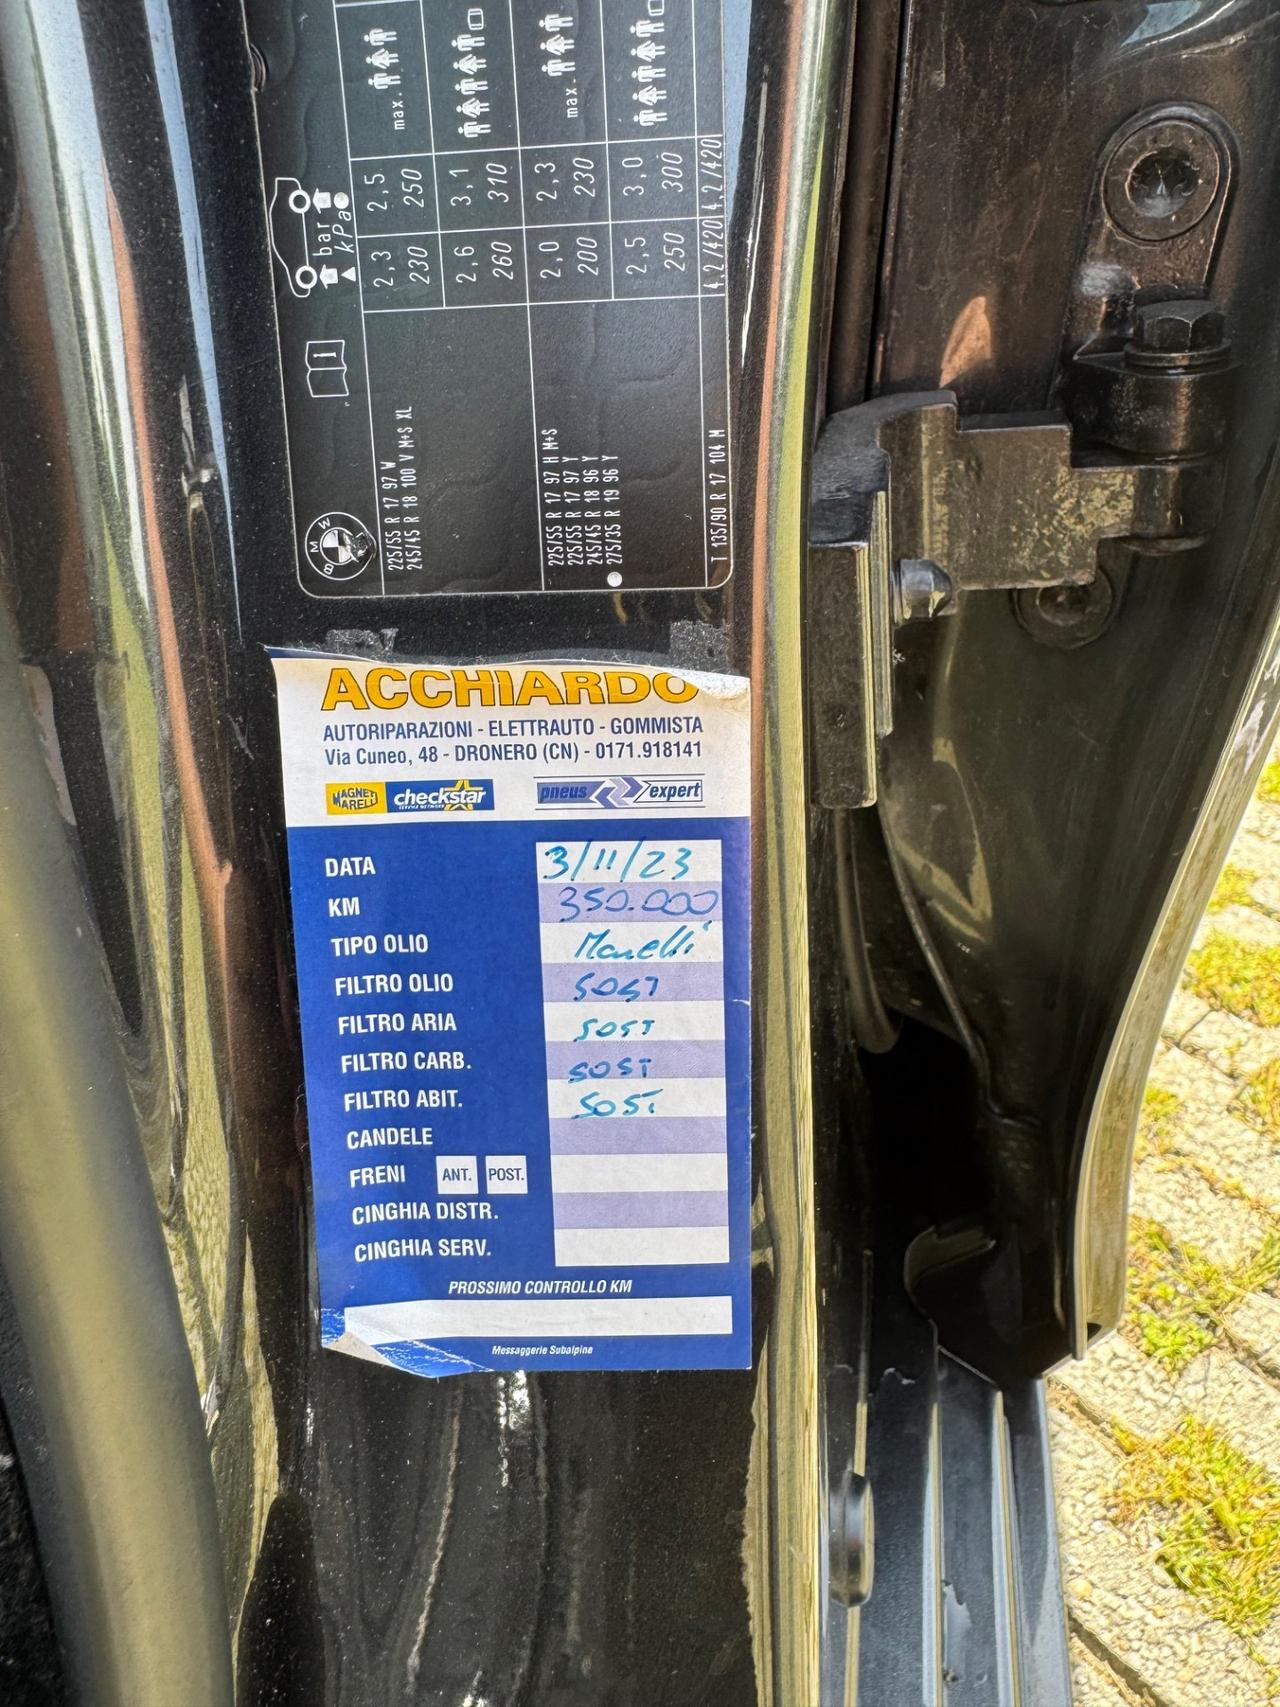 BMW
bar
kPa
225/55 R 17 97 W
245/45 R 18 100 V M+S XL
2,3 2,5
230 250
max.
2,6 3,1
260 310
225/55 R 17 97 H M+S
225/55 R 17 97 Y
245/45 R 18 96 Y
275/35 R 19 96 Y
2,0 2,3
200 230
max.
2,5 3,0
250 300
T 135/90 R 17 104 M
4,2/420 4,2/420
ACCHIARDO
AUTORIPARAZIONI - ELETTRAUTO - GOMMISTA
Via Cuneo, 48 - DRONERO (CN) - 0171.918141
MAGNETI MARELLI checkstar SERVICE NETWORK pneus expert
DATA 3/11/23
KM 350.000
TIPO OLIO Marelli
FILTRO OLIO SOST
FILTRO ARIA SOST
FILTRO CARB. SOST
FILTRO ABIT. SOST.
CANDELE
FRENI ANT. POST.
CINGHIA DISTR.
CINGHIA SERV.
PROSSIMO CONTROLLO KM
Messaggerie Subalpine